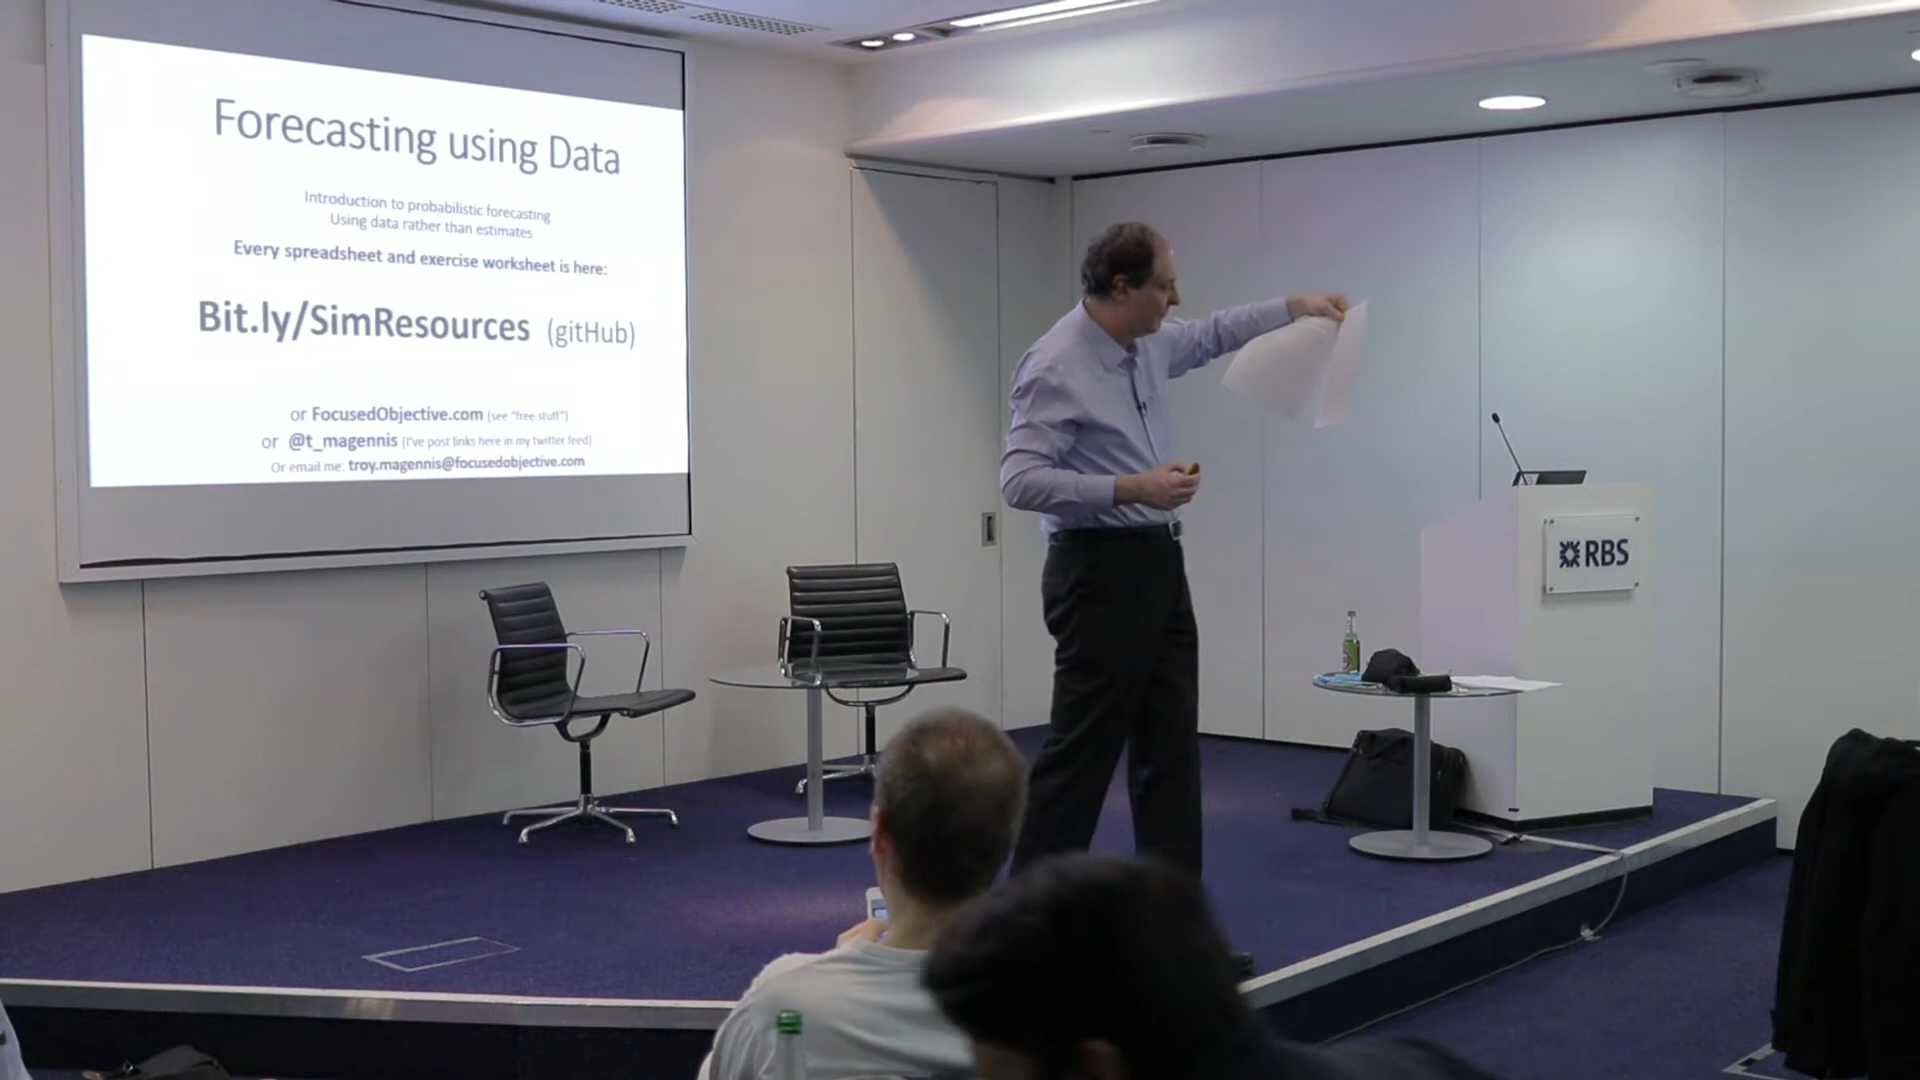 Forecasting using Data
Introduction to probabilistic forecasting
Using data rather than estimates
Every spreadsheet and exercise worksheet is here:
Bit.ly/SimResources (gitHub)
or FocusedObjective.com (see "free stuff")
or @t_magennis (I've post links here in my twitter feed)
Or email me: troy.magennis@focusedobjective.com
RBS